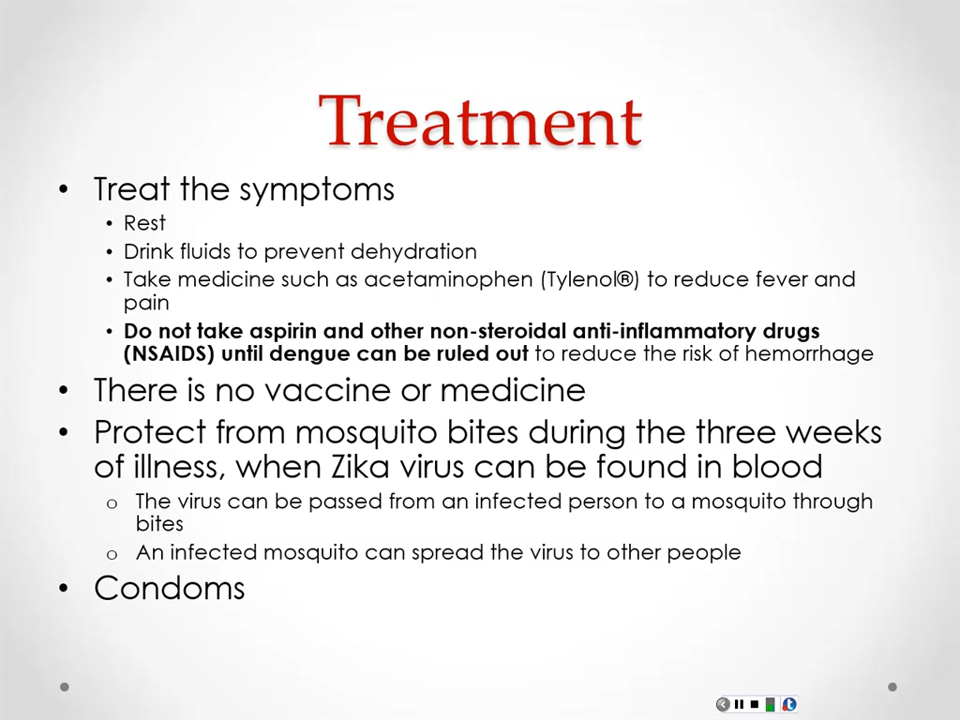 Treatment
• Treat the symptoms
• Rest
• Drink fluids to prevent dehydration
• Take medicine such as acetaminophen (Tylenol®) to reduce fever and
pain
• Do not take aspirin and other non-steroidal anti-inflammatory drugs
(NSAIDS) until dengue can be ruled out to reduce the risk of hemorrhage
• There is no vaccine or medicine
• Protect from mosquito bites during the three weeks
of illness, when Zika virus can be found in blood
o The virus can be passed from an infected person to a mosquito through
bites
o An infected mosquito can spread the virus to other people
• Condoms